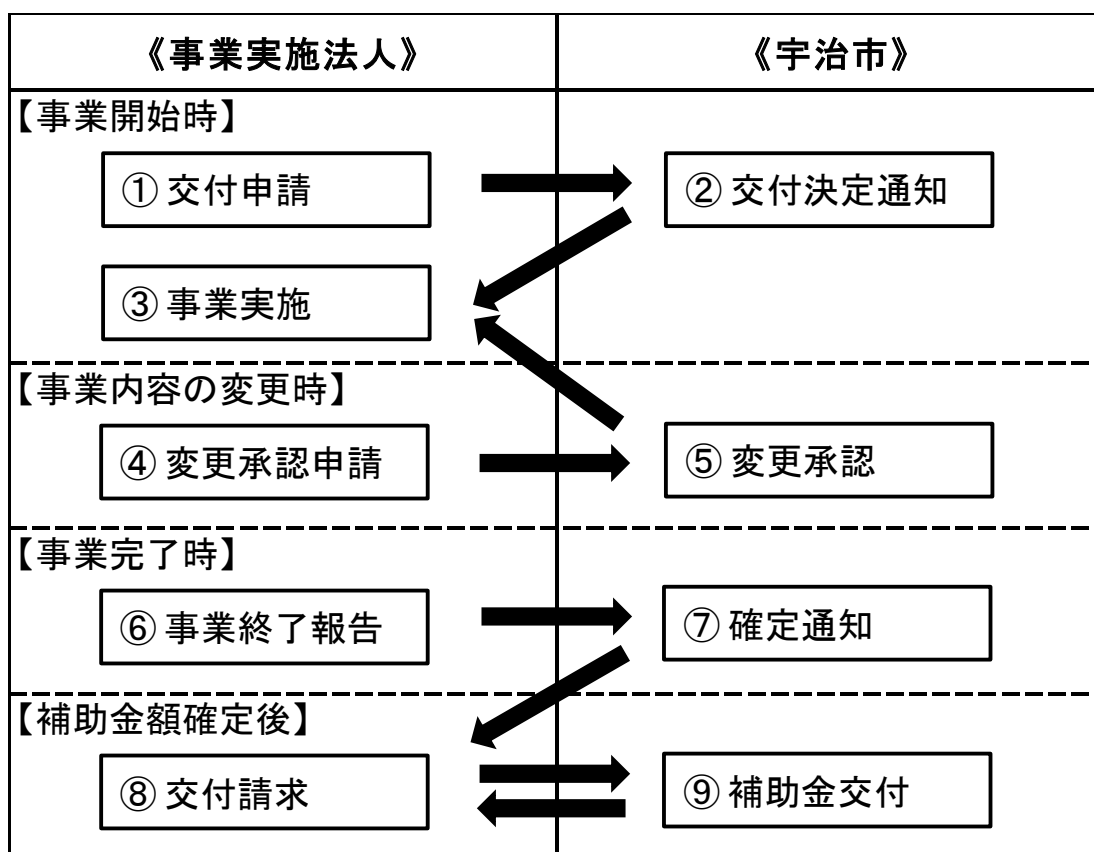 《事業実施法人》
《宇治市》
【事業開始時】
① 交付申請
② 交付決定通知
③ 事業実施
【事業内容の変更時】
④ 変更承認申請
⑤ 変更承認
【事業完了時】
⑥ 事業終了報告
⑦ 確定通知
【補助金額確定後】
⑧ 交付請求
⑨ 補助金交付